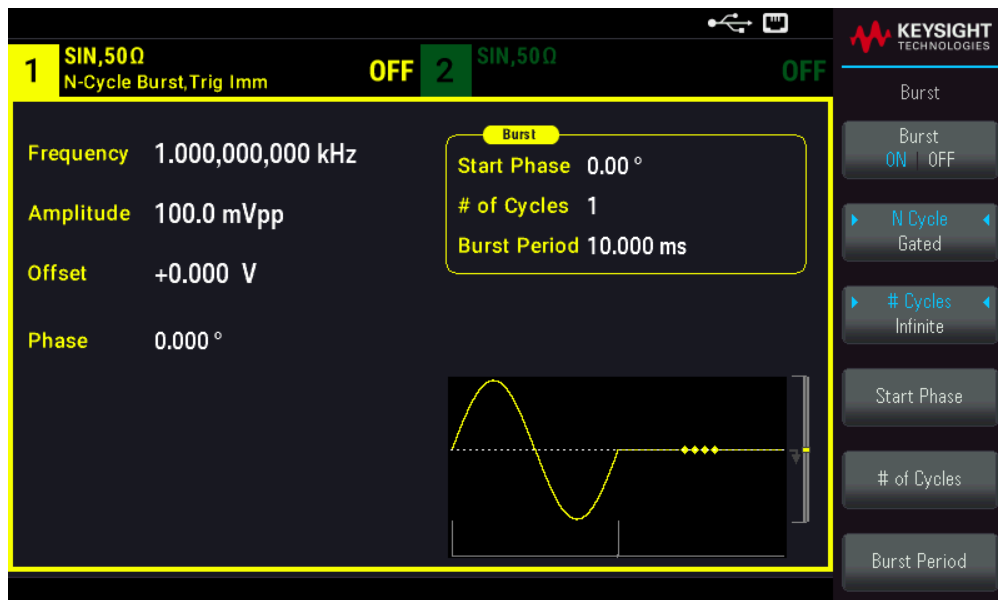 1
SIN,50Ω
N-Cycle Burst,Trig Imm
OFF
2
SIN,50Ω
OFF
Frequency 1.000,000,000 kHz
Amplitude 100.0 mVpp
Offset +0.000 V
Phase 0.000 °
Burst
Start Phase 0.00 °
# of Cycles 1
Burst Period 10.000 ms
KEYSIGHT
TECHNOLOGIES
Burst
Burst
ON | OFF
N Cycle
Gated
# Cycles
Infinite
Start Phase
# of Cycles
Burst Period